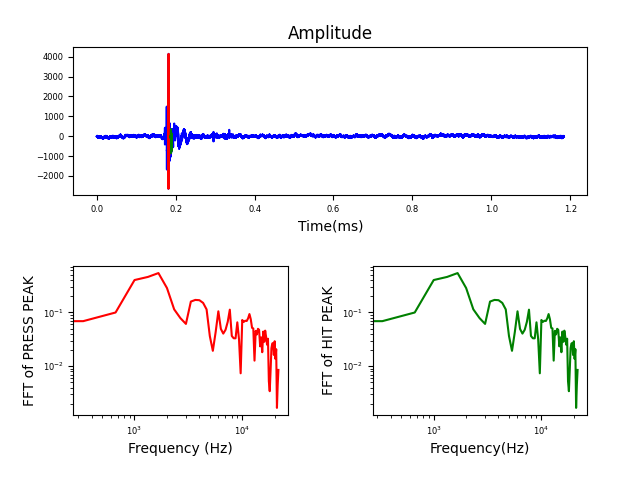 Amplitude
4000
3000
2000
1000
0
−1000
−2000
0.0 0.2 0.4 0.6 0.8 1.0 1.2
Time(ms)
FFT of PRESS PEAK
10⁻¹
10⁻²
10³ 10⁴
Frequency (Hz)
FFT of HIT PEAK
10⁻¹
10⁻²
10³ 10⁴
Frequency(Hz)